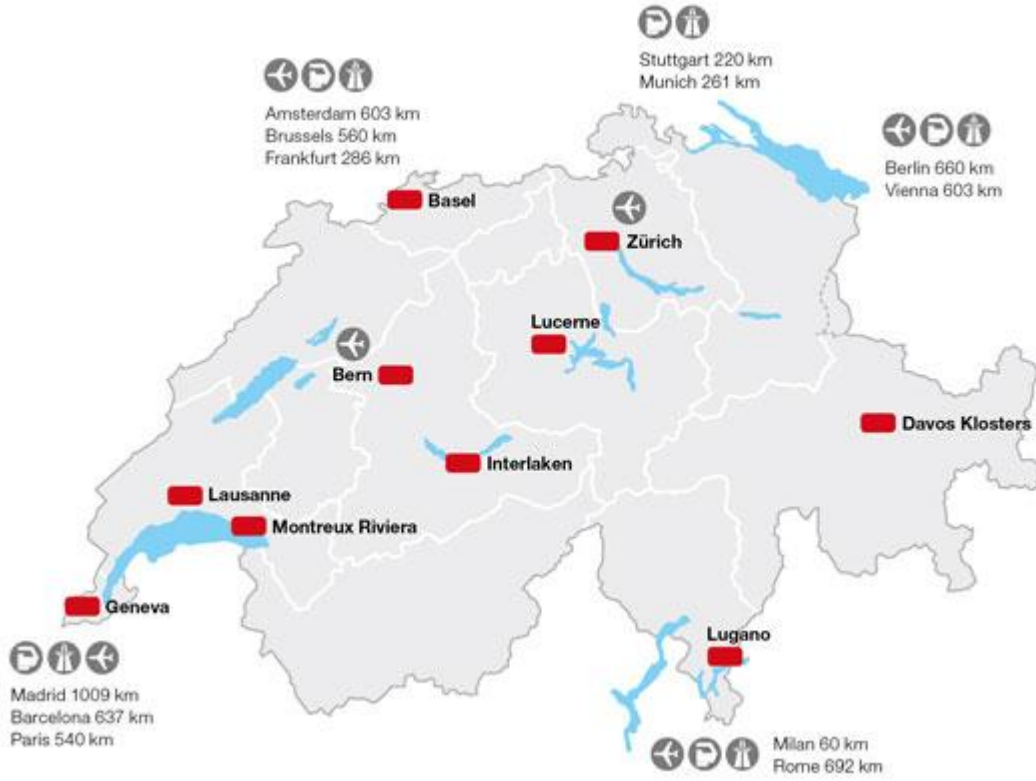 Stuttgart 220 km
Munich 261 km
Amsterdam 603 km
Brussels 560 km
Frankfurt 286 km
Berlin 660 km
Vienna 603 km
Basel
Zürich
Lucerne
Bern
Davos Klosters
Interlaken
Lausanne
Montreux Riviera
Geneva
Lugano
Madrid 1009 km
Barcelona 637 km
Paris 540 km
Milan 60 km
Rome 692 km